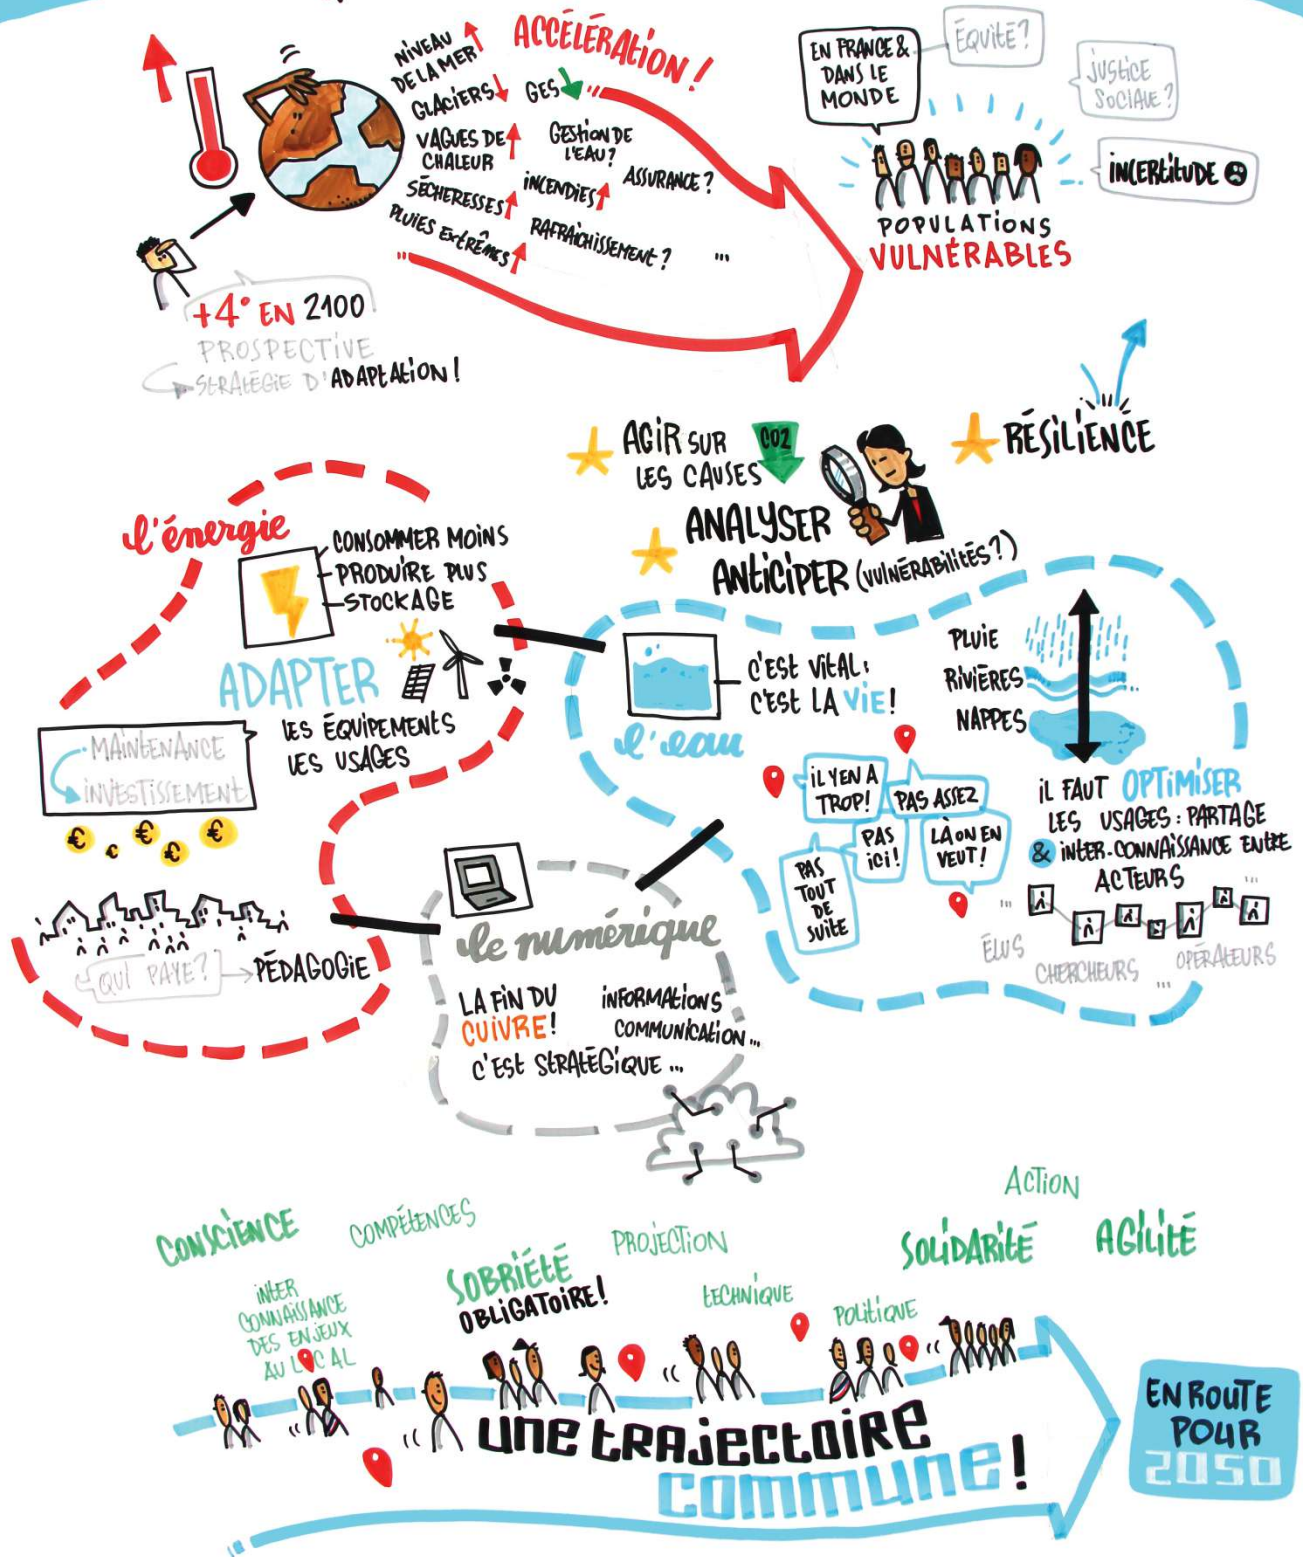 NIVEAU
DE LA MER
GLACIERS
VAGUES DE
CHALEUR
SÉCHERESSES
PLUIES EXTRÊMES
ACCÉLÉRATION !
GES
GESTION DE
L'EAU ?
INCENDIES
ASSURANCE ?
RAFRAICHISSEMENT ?
...
EN FRANCE &
DANS LE
MONDE
ÉQUITÉ ?
JUSTICE
SOCIALE ?
INCERTITUDE
POPULATIONS
VULNÉRABLES
+4° EN 2100
PROSPECTIVE
STRATÉGIE D'ADAPTATION !
AGIR SUR
LES CAUSES
CO2
RÉSILIENCE
ANALYSER
ANTICIPER (VULNÉRABILITÉS ?)
l'énergie
CONSOMMER MOINS
PRODUIRE PLUS
STOCKAGE
ADAPTER
LES ÉQUIPEMENTS
LES USAGES
MAINTENANCE
INVESTISSEMENT
€
€
€
€
QUI PAYE ?
PÉDAGOGIE
l'eau
C'EST VITAL :
C'EST LA VIE !
PLUIE
RIVIÈRES
NAPPES
IL Y EN A
TROP !
PAS ASSEZ
PAS
ICI !
LÀ ON EN
VEUT !
PAS
TOUT
DE
SUITE
IL FAUT OPTIMISER
LES USAGES : PARTAGE
& INTER-CONNAISSANCE ENTRE
ACTEURS
...
...
ÉLUS
CHERCHEURS
...
OPÉRATEURS
le numérique
LA FIN DU
CUIVRE !
C'EST STRATÉGIQUE ...
INFORMATIONS
COMMUNICATION ...
CONSCIENCE
COMPÉTENCES
PROJECTION
ACTION
SOLIDARITÉ
AGILITÉ
INTER
CONNAISSANCE
DES ENJEUX
AU LOCAL
SOBRIÉTÉ
OBLIGATOIRE !
TECHNIQUE
POLITIQUE
UNE TRAJECTOIRE
COMMUNE !
EN ROUTE
POUR
2050